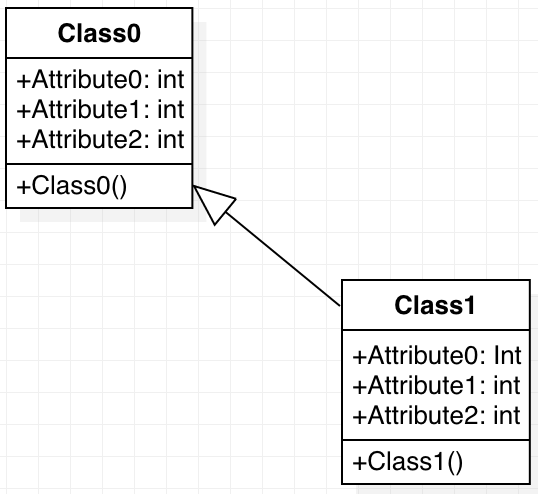 Class0
+Attribute0: int
+Attribute1: int
+Attribute2: int
+Class0()
Class1
+Attribute0: Int
+Attribute1: int
+Attribute2: int
+Class1()